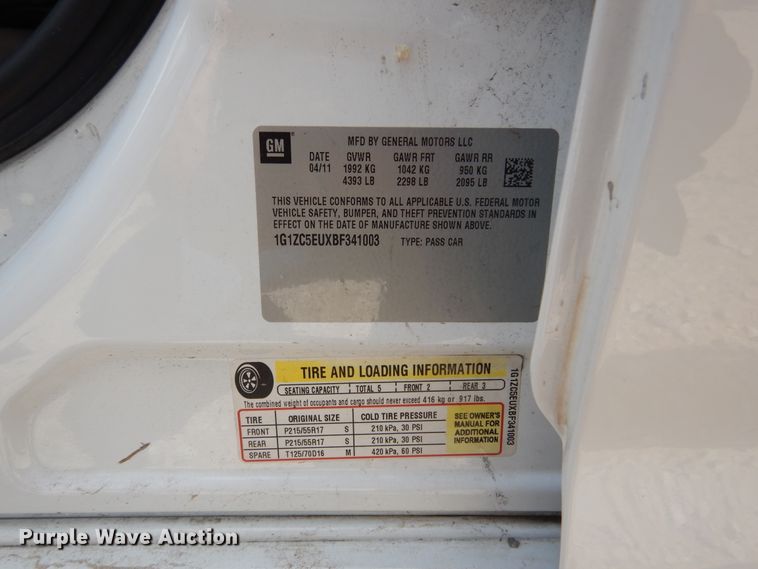 GM
MFD BY GENERAL MOTORS LLC
DATE GVWR GAWR FRT GAWR RR
04/11 1992 KG 1042 KG 950 KG
4393 LB 2298 LB 2095 LB
THIS VEHICLE CONFORMS TO ALL APPLICABLE U.S. FEDERAL MOTOR
VEHICLE SAFETY, BUMPER, AND THEFT PREVENTION STANDARDS IN
EFFECT ON THE DATE OF MANUFACTURE SHOWN ABOVE.
1G1ZC5EUXBF341003 TYPE: PASS CAR
TIRE AND LOADING INFORMATION
SEATING CAPACITY TOTAL 5 FRONT 2 REAR 3
The combined weight of occupants and cargo should never exceed 416 kg or 917 lbs.
TIRE ORIGINAL SIZE COLD TIRE PRESSURE
FRONT P215/55R17 S 210 kPa, 30 PSI
REAR P215/55R17 S 210 kPa, 30 PSI
SPARE T125/70D16 M 420 kPa, 60 PSI
SEE OWNER'S
MANUAL FOR
ADDITIONAL
INFORMATION
1G1ZC5EUXBF341003
Purple Wave Auction